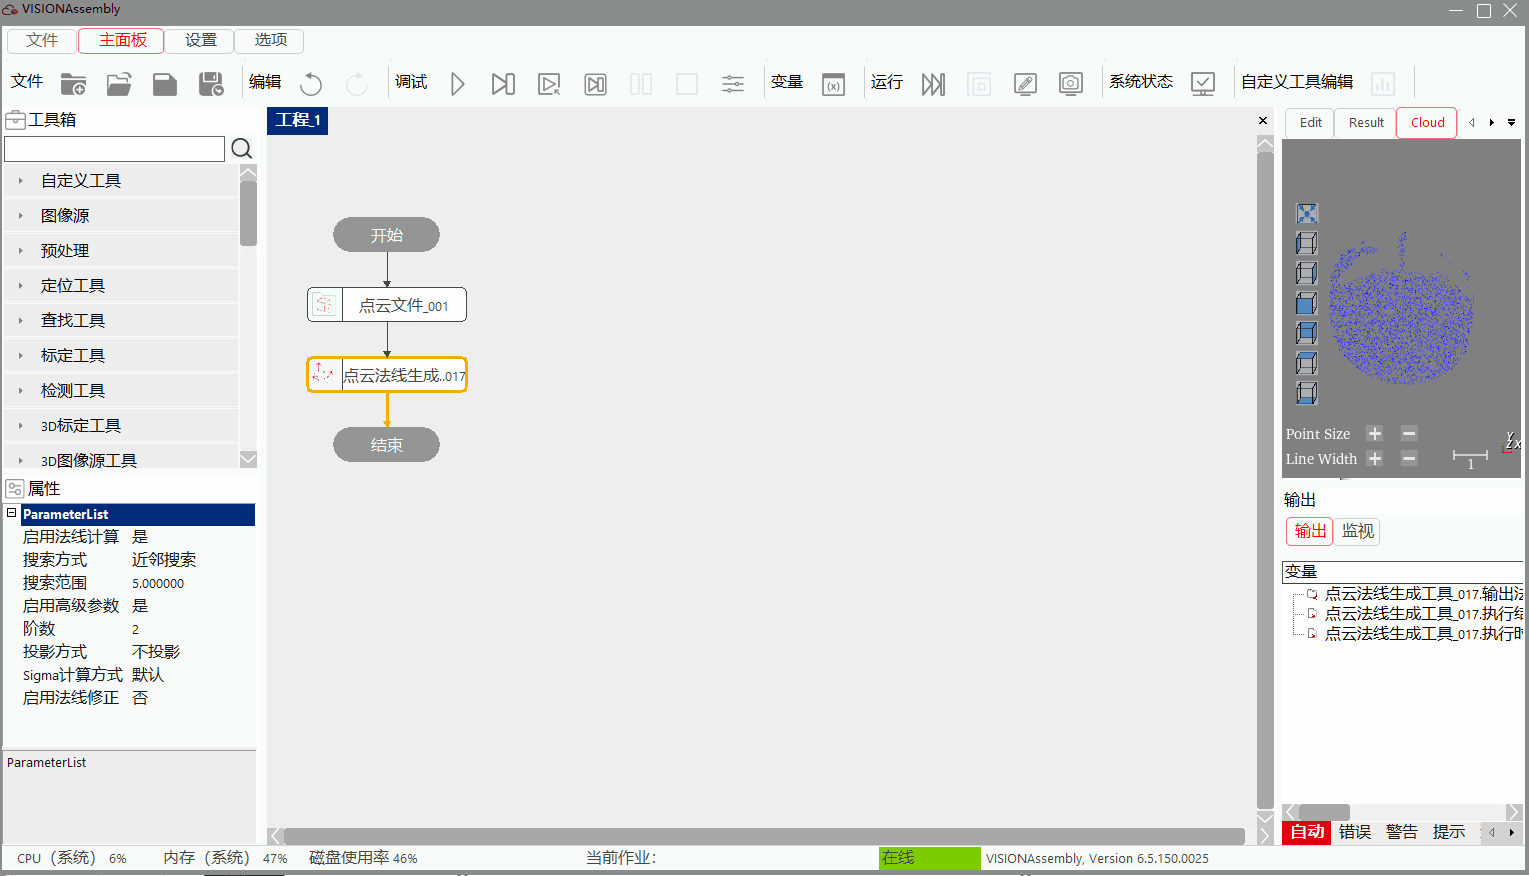 VISIONAssembly
文件 主面板 设置 选项
文件 编辑 调试 变量 (x) 运行 系统状态 自定义工具编辑
工具箱
自定义工具
图像源
预处理
定位工具
查找工具
标定工具
检测工具
3D标定工具
3D图像源工具
属性
ParameterList
启用法线计算 是
搜索方式 近邻搜索
搜索范围 5.000000
启用高级参数 是
阶数 2
投影方式 不投影
Sigma计算方式 默认
启用法线修正 否
ParameterList
工程_1
开始
点云文件_001
点云法线生成..017
结束
Edit Result Cloud
Point Size
Line Width
1
Y
Z X
输出
输出 监视
变量
点云法线生成工具_017.输出法
点云法线生成工具_017.执行结
点云法线生成工具_017.执行时
自动 错误 警告 提示
CPU（系统） 6% 内存（系统） 47% 磁盘使用率 46% 当前作业： 在线 VISIONAssembly, Version 6.5.150.0025